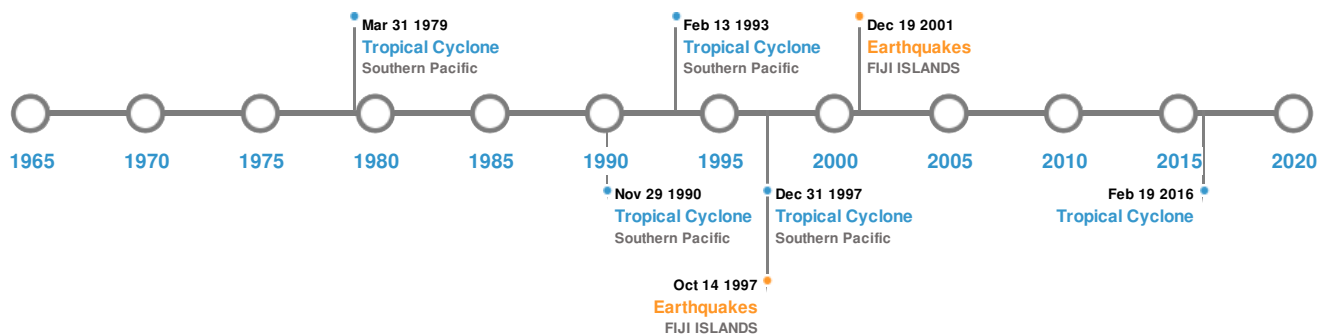 Mar 31 1979
Tropical Cyclone
Southern Pacific
Feb 13 1993
Tropical Cyclone
Southern Pacific
Dec 19 2001
Earthquakes
FIJI ISLANDS
1965 1970 1975 1980 1985 1990 1995 2000 2005 2010 2015 2020
Nov 29 1990
Tropical Cyclone
Southern Pacific
Dec 31 1997
Tropical Cyclone
Southern Pacific
Feb 19 2016
Tropical Cyclone
Oct 14 1997
Earthquakes
FIJI ISLANDS